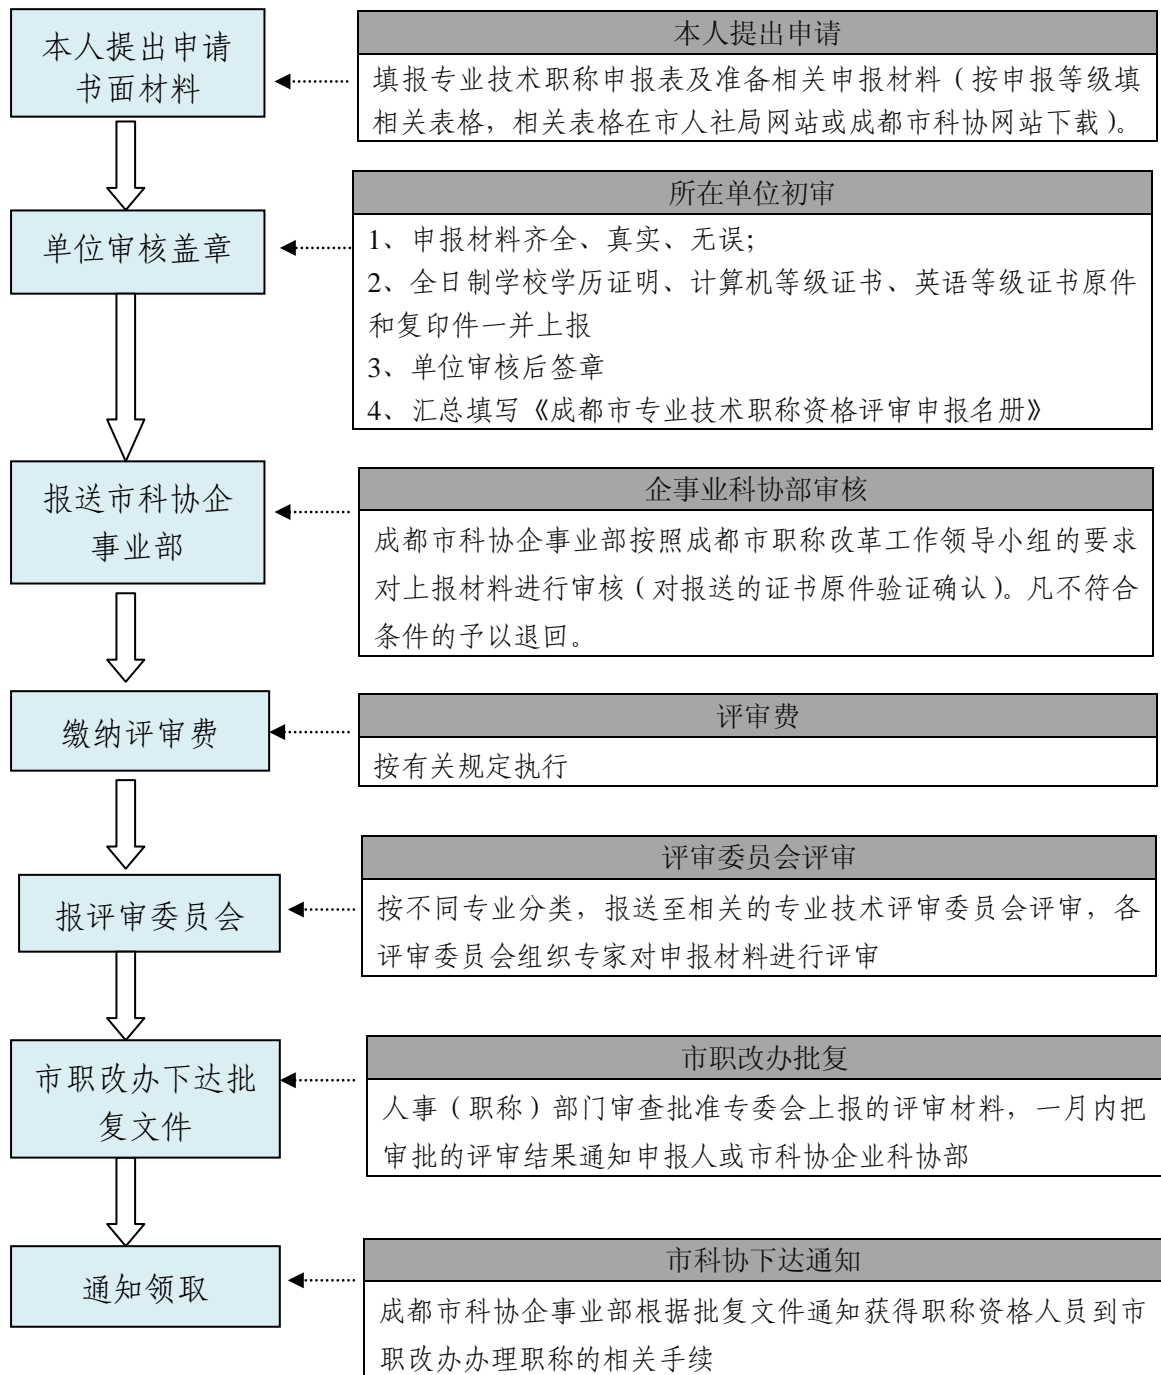 本人提出申请
书面材料
本人提出申请
填报专业技术职称申报表及准备相关申报材料（按申报等级填
相关表格，相关表格在市人社局网站或成都市科协网站下载）。
单位审核盖章
所在单位初审
1、申报材料齐全、真实、无误；
2、全日制学校学历证明、计算机等级证书、英语等级证书原件
和复印件一并上报
3、单位审核后签章
4、汇总填写《成都市专业技术职称资格评审申报名册》
报送市科协企
事业部
企事业科协部审核
成都市科协企事业部按照成都市职称改革工作领导小组的要求
对上报材料进行审核（对报送的证书原件验证确认）。凡不符合
条件的予以退回。
缴纳评审费
评审费
按有关规定执行
报评审委员会
评审委员会评审
按不同专业分类，报送至相关的专业技术评审委员会评审，各
评审委员会组织专家对申报材料进行评审
市职改办下达批
复文件
市职改办批复
人事（职称）部门审查批准专委会上报的评审材料，一月内把
审批的评审结果通知申报人或市科协企业科协部
通知领取
市科协下达通知
成都市科协企事业部根据批复文件通知获得职称资格人员到市
职改办办理职称的相关手续